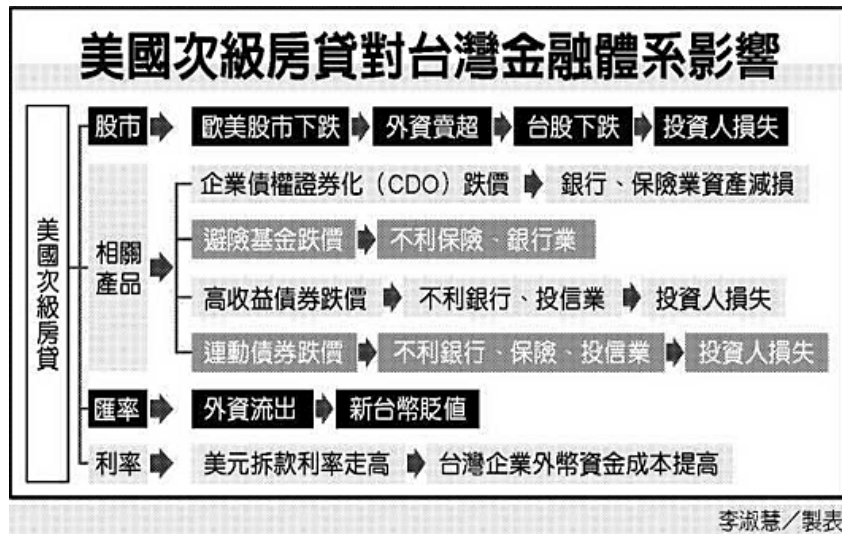 美國次級房貸對台灣金融體系影響
美國次級房貸
股市 歐美股市下跌 外資賣超 台股下跌 投資人損失
相關產品
企業債權證券化（CDO）跌價 銀行、保險業資產減損
避險基金跌價 不利保險、銀行業
高收益債券跌價 不利銀行、投信業 投資人損失
連動債券跌價 不利銀行、保險、投信業 投資人損失
匯率 外資流出 新台幣貶值
利率 美元拆款利率走高 台灣企業外幣資金成本提高
李淑慧／製表